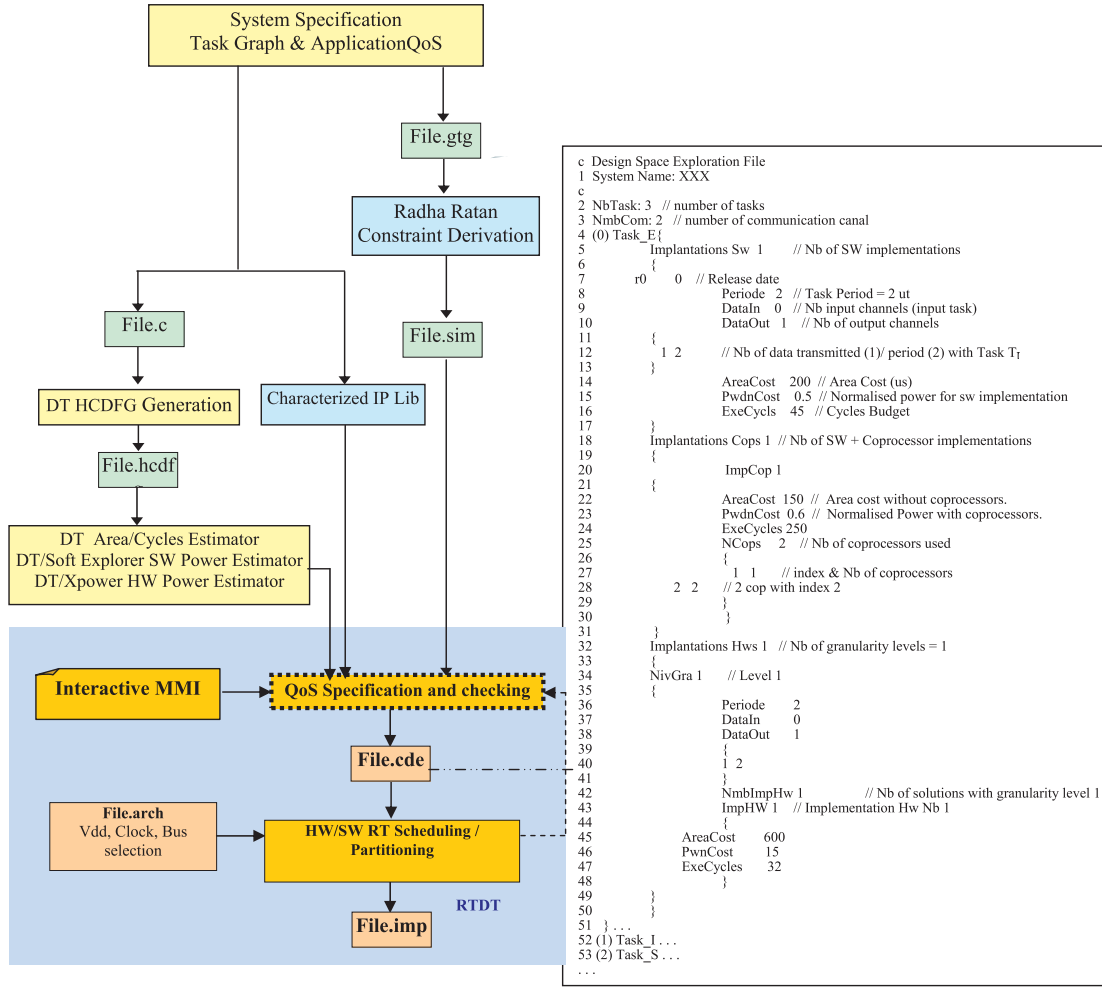 System Specification
Task Graph & ApplicationQoS
File.gtg
Radha Ratan
Constraint Derivation
File.c
File.sim
DT HCDFG Generation
Characterized IP Lib
File.hcdf
DT Area/Cycles Estimator
DT/Soft Explorer SW Power Estimator
DT/Xpower HW Power Estimator
Interactive MMI
QoS Specification and checking
File.cde
File.arch
Vdd, Clock, Bus
selection
HW/SW RT Scheduling /
Partitioning
RTDT
File.imp
c Design Space Exploration File
1 System Name: XXX
c
2 NbTask: 3 // number of tasks
3 NmbCom: 2 // number of communication canal
4 (0) Task_E{
5 Implantations Sw 1 // Nb of SW implementations
6 {
7 r0 0 // Release date
8 Periode 2 // Task Period = 2 ut
9 DataIn 0 // Nb input channels (input task)
10 DataOut 1 // Nb of output channels
11 {
12 1 2 // Nb of data transmitted (1)/ period (2) with Task T_I
13 }
14 AreaCost 200 // Area Cost (us)
15 PwdnCost 0.5 // Normalised power for sw implementation
16 ExeCycls 45 // Cycles Budget
17 }
18 Implantations Cops 1 // Nb of SW + Coprocessor implementations
19 {
20 ImpCop 1
21 {
22 AreaCost 150 // Area cost without coprocessors.
23 PwdnCost 0.6 // Normalised Power with coprocessors.
24 ExeCycles 250
25 NCops 2 // Nb of coprocessors used
26 {
27 1 1 // index & Nb of coprocessors
28 2 2 // 2 cop with index 2
29 }
30 }
31 }
32 Implantations Hws 1 // Nb of granularity levels = 1
33 {
34 NivGra 1 // Level 1
35 {
36 Periode 2
37 DataIn 0
38 DataOut 1
39 {
40 1 2
41 }
42 NmbImpHw 1 // Nb of solutions with granularity level 1
43 ImpHW 1 // Implementation Hw Nb 1
44 {
45 AreaCost 600
46 PwnCost 15
47 ExeCycles 32
48 }
49 }
50 }
51 } . . .
52 (1) Task_I . . .
53 (2) Task_S . . .
. . .